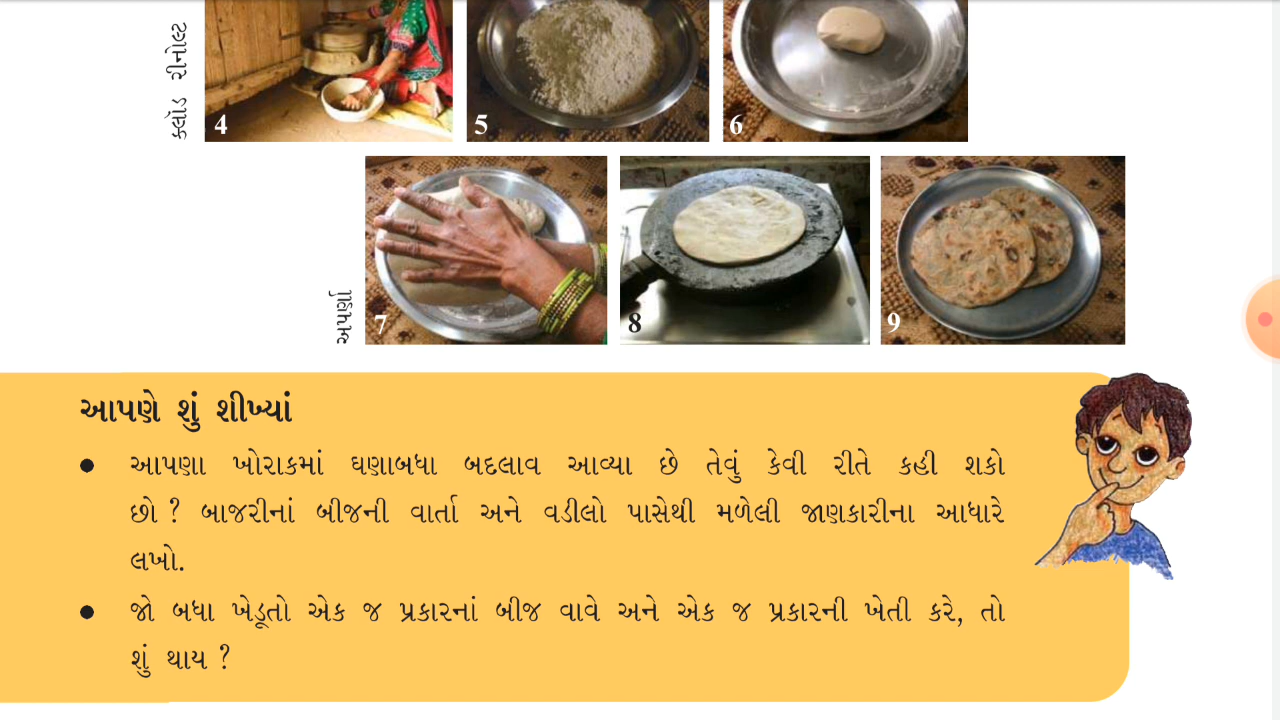 ક્લૉડ રીનોલ્ટ
4
5
6
અપર્ણા
7
8
9
આપણે શું શીખ્યાં
● આપણા ખોરાકમાં ઘણાબધા બદલાવ આવ્યા છે તેવું કેવી રીતે કહી શકો
છો ? બાજરીનાં બીજની વાર્તા અને વડીલો પાસેથી મળેલી જાણકારીના આધારે
લખો.
● જો બધા ખેડૂતો એક જ પ્રકારનાં બીજ વાવે અને એક જ પ્રકારની ખેતી કરે, તો
શું થાય ?